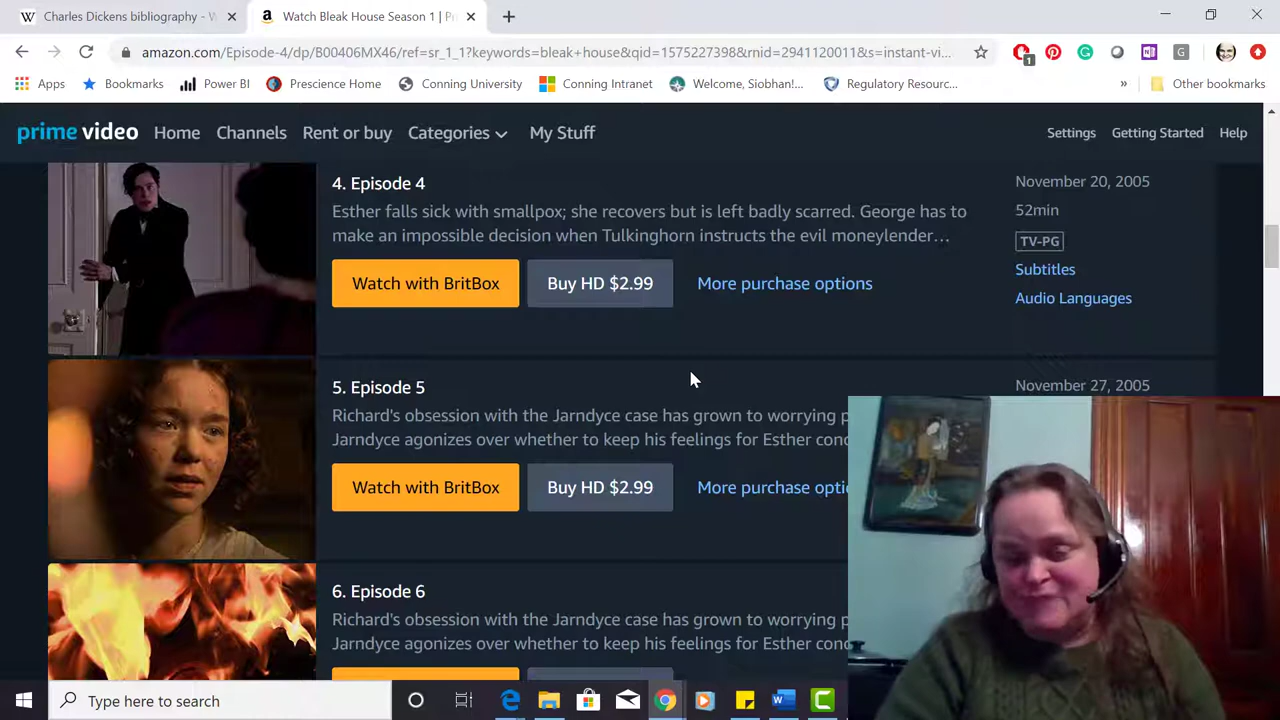 Charles Dickens bibliography - W
Watch Bleak House Season 1 | Pr
amazon.com/Episode-4/dp/B00406MX46/ref=sr_1_1?keywords=bleak+house&qid=1575227398&rnid=2941120011&s=instant-vi...
Apps Bookmarks Power BI Prescience Home Conning University Conning Intranet Welcome, Siobhan!... Regulatory Resourc... » Other bookmarks
prime video Home Channels Rent or buy Categories My Stuff Settings Getting Started Help
4. Episode 4 November 20, 2005
Esther falls sick with smallpox; she recovers but is left badly scarred. George has to 52min
make an impossible decision when Tulkinghorn instructs the evil moneylender… TV-PG
Watch with BritBox Buy HD $2.99 More purchase options Subtitles
Audio Languages
5. Episode 5 November 27, 2005
Richard's obsession with the Jarndyce case has grown to worrying p
Jarndyce agonizes over whether to keep his feelings for Esther conc
Watch with BritBox Buy HD $2.99 More purchase opti
6. Episode 6
Richard's obsession with the Jarndyce case has grown to worrying p
Jarndyce agonizes over whether to keep his feelings for Esther conc
Type here to search